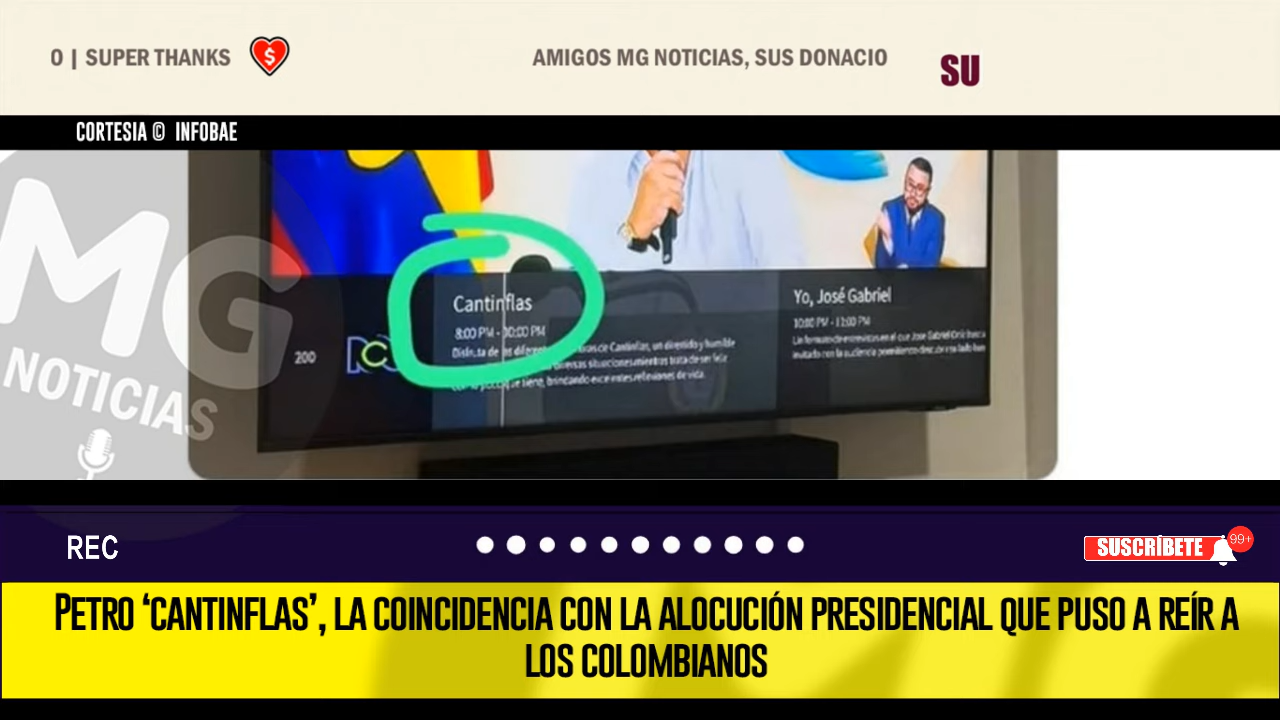 O | SUPER THANKS
AMIGOS MG NOTICIAS, SUS DONACIO
SU
CORTESIA © INFOBAE
MG
NOTICIAS
Cantinflas
8:00 PM - 10:00 PM
200
RCN
Yo, José Gabriel
10:00 PM - 11:00 PM
REC
SUSCRÍBETE
99+
PETRO ‘CANTINFLAS’, LA COINCIDENCIA CON LA ALOCUCIÓN PRESIDENCIAL QUE PUSO A REÍR A
LOS COLOMBIANOS